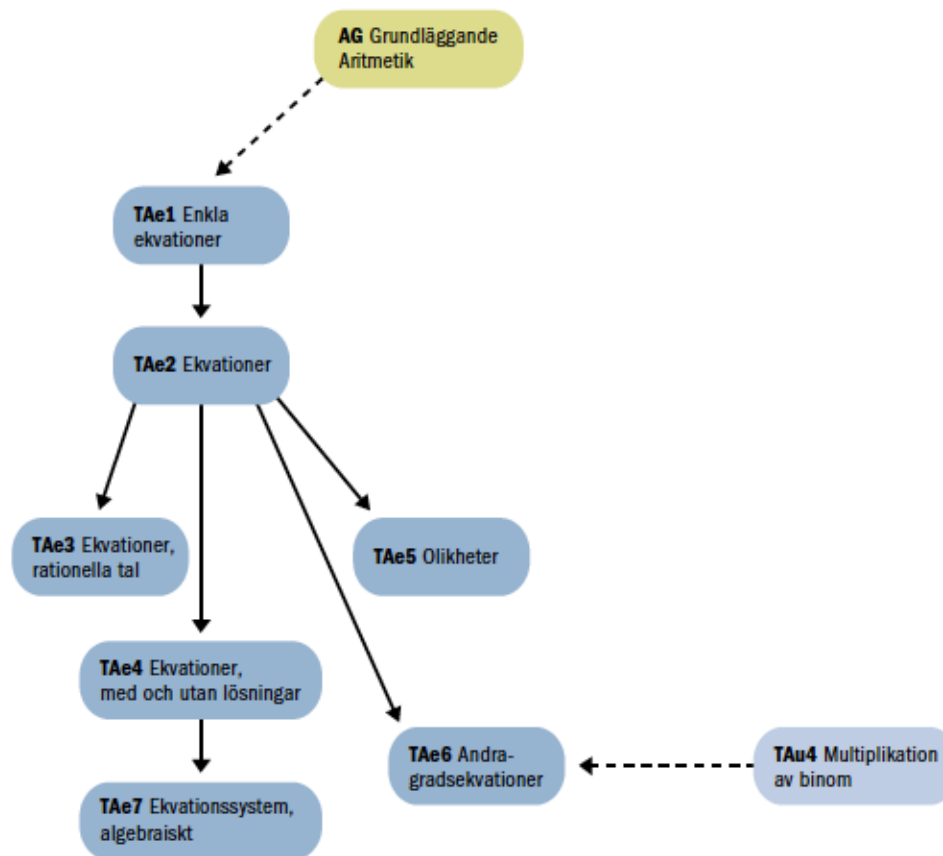 AG Grundläggande
Aritmetik
TAe1 Enkla
ekvationer
TAe2 Ekvationer
TAe3 Ekvationer,
rationella tal
TAe5 Olikheter
TAe4 Ekvationer,
med och utan lösningar
TAe6 Andra-
gradsekvationer
TAu4 Multiplikation
av binom
TAe7 Ekvationssystem,
algebraiskt